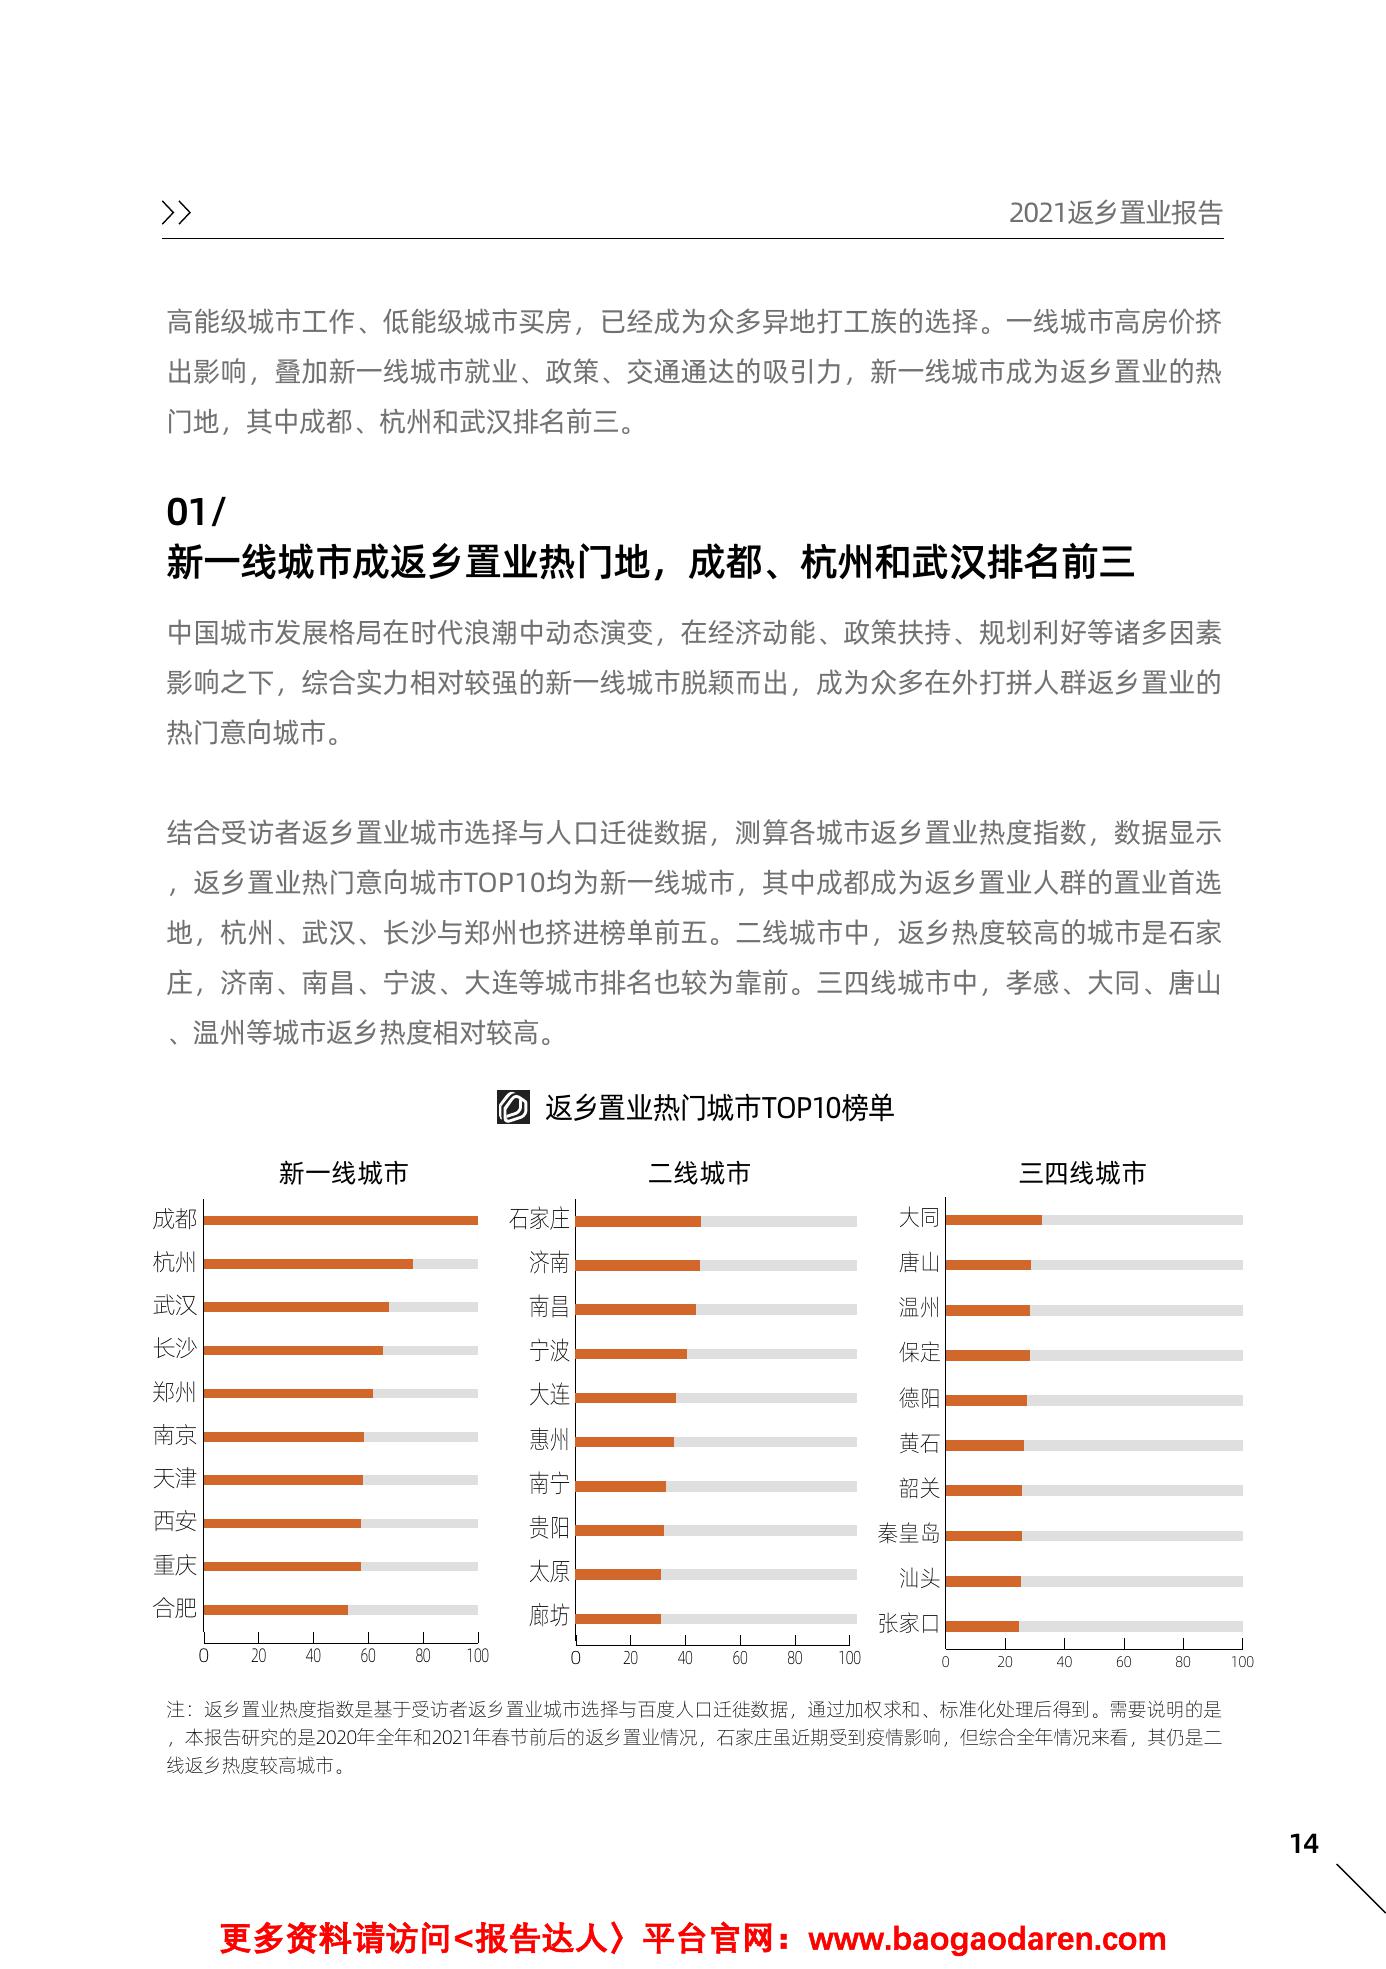 2021返乡置业报告
高能级城市工作、低能级城市买房，已经成为众多异地打工族的选择。一线城市高房价挤
出影响，叠加新一线城市就业、政策、交通通达的吸引力，新一线城市成为返乡置业的热
门地，其中成都、杭州和武汉排名前三。
01/
新一线城市成返乡置业热门地，成都、杭州和武汉排名前三
中国城市发展格局在时代浪潮中动态演变，在经济动能、政策扶持、规划利好等诸多因素
影响之下，综合实力相对较强的新一线城市脱颖而出，成为众多在外打拼人群返乡置业的
热门意向城市。
结合受访者返乡置业城市选择与人口迁徙数据，测算各城市返乡置业热度指数，数据显示
，返乡置业热门意向城市TOP10均为新一线城市，其中成都成为返乡置业人群的置业首选
地，杭州、武汉、长沙与郑州也挤进榜单前五。二线城市中，返乡热度较高的城市是石家
庄，济南、南昌、宁波、大连等城市排名也较为靠前。三四线城市中，孝感、大同、唐山
、温州等城市返乡热度相对较高。
返乡置业热门城市TOP10榜单
新一线城市
成都
杭州
武汉
长沙
郑州
南京
天津
西安
重庆
合肥
0 20 40 60 80 100
二线城市
石家庄
济南
南昌
宁波
大连
惠州
南宁
贵阳
太原
廊坊
0 20 40 60 80 100
三四线城市
大同
唐山
温州
保定
德阳
黄石
韶关
秦皇岛
汕头
张家口
0 20 40 60 80 100
注：返乡置业热度指数是基于受访者返乡置业城市选择与百度人口迁徙数据，通过加权求和、标准化处理后得到。需要说明的是
，本报告研究的是2020年全年和2021年春节前后的返乡置业情况，石家庄虽近期受到疫情影响，但综合全年情况来看，其仍是二
线返乡热度较高城市。
14
更多资料请访问<报告达人〉平台官网：www.baogaodaren.com